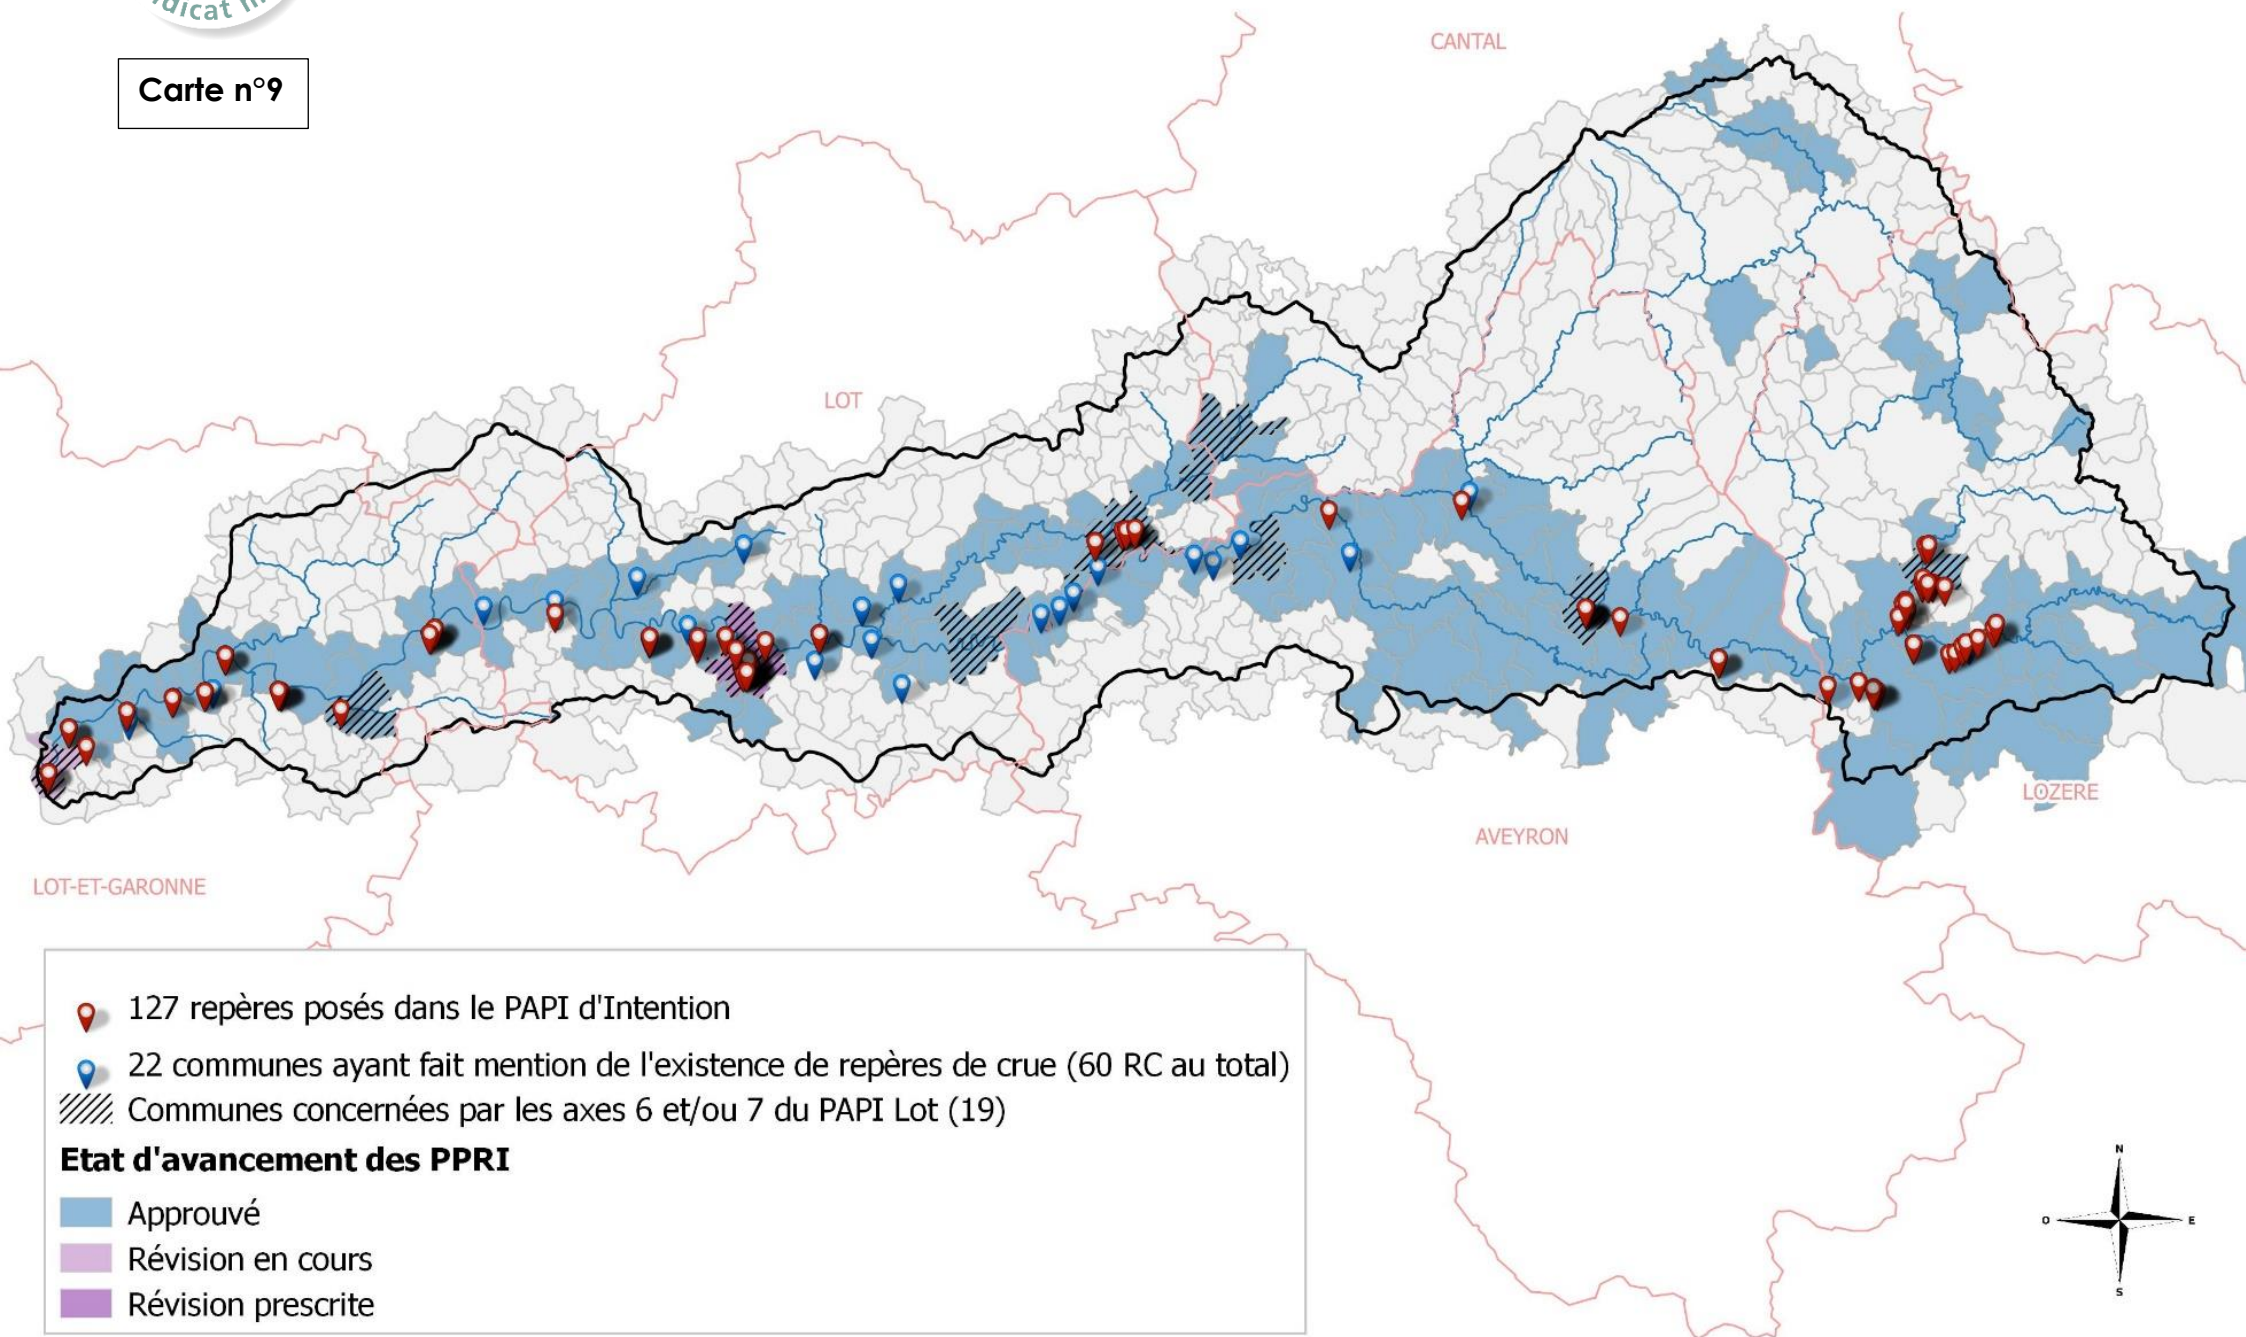 Carte n°9
CANTAL
LOT
LOZERE
AVEYRON
LOT-ET-GARONNE
127 repères posés dans le PAPI d'Intention
22 communes ayant fait mention de l'existence de repères de crue (60 RC au total)
Communes concernées par les axes 6 et/ou 7 du PAPI Lot (19)
Etat d'avancement des PPRI
Approuvé
Révision en cours
Révision prescrite
N
O
E
S